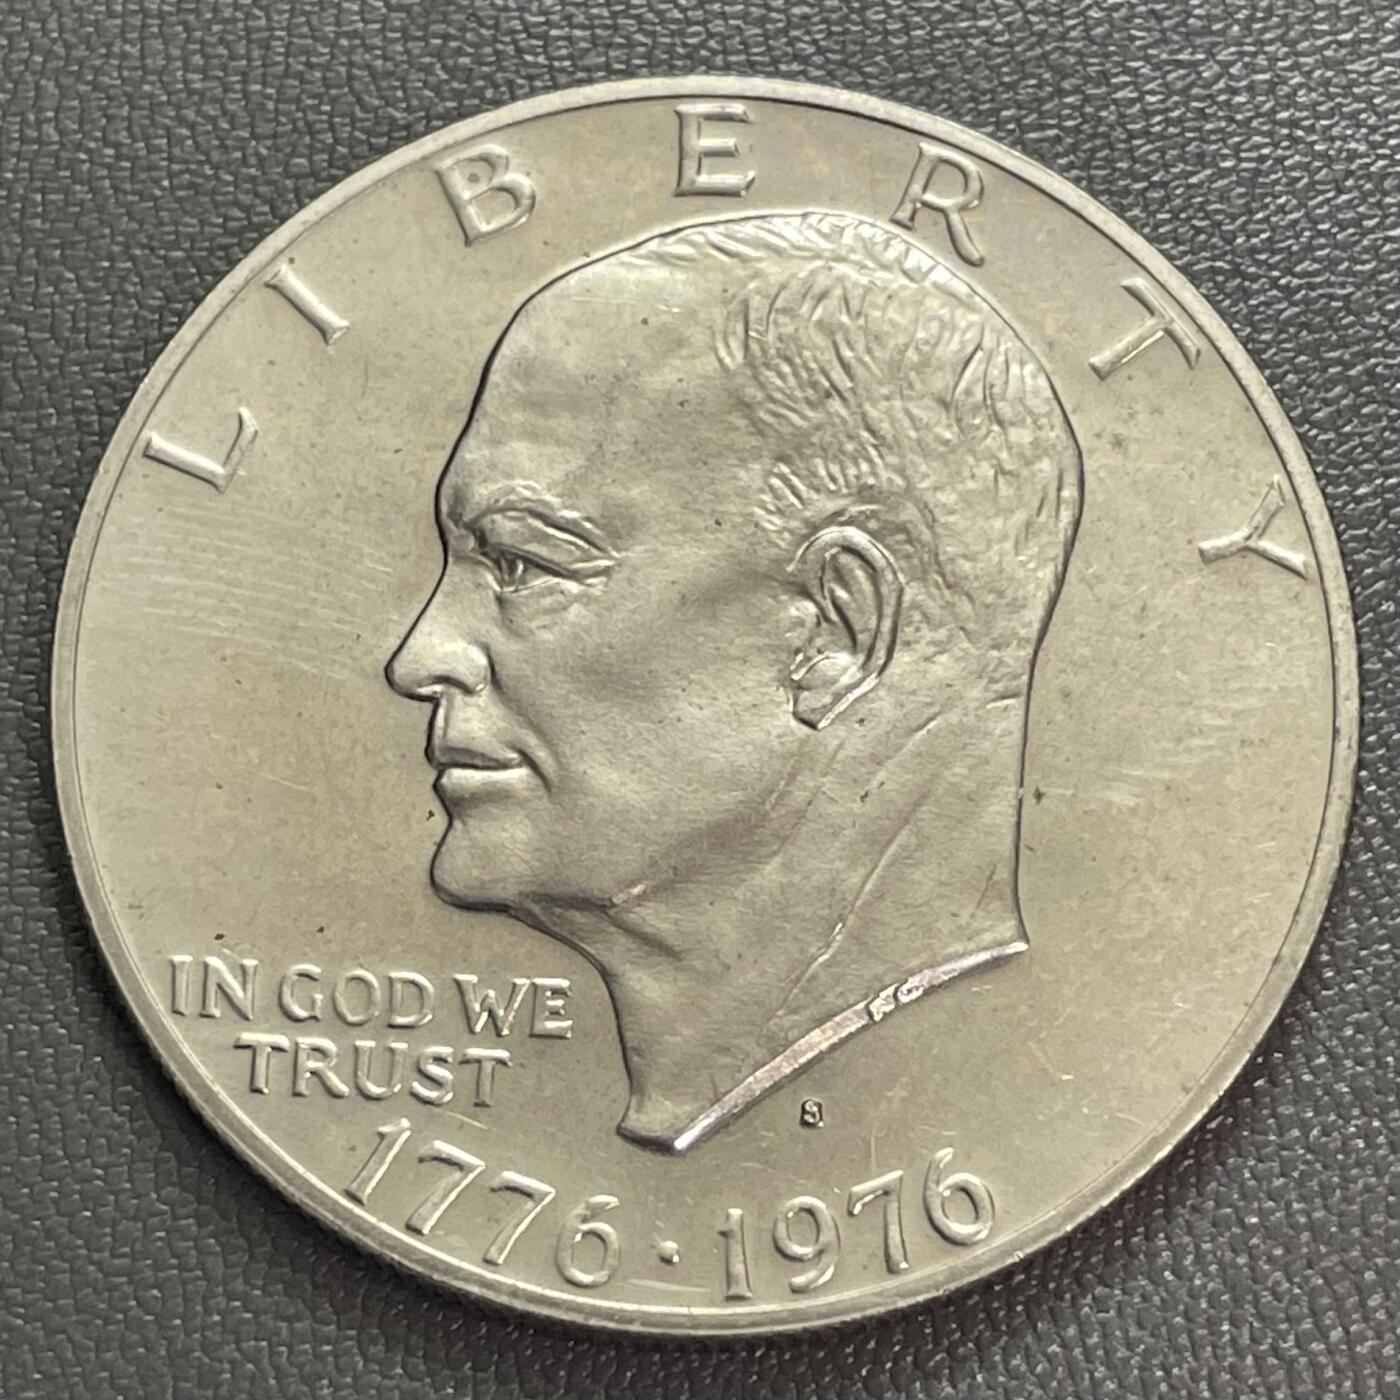 LIBERTY
IN GOD WE
TRUST
S
1776·1976